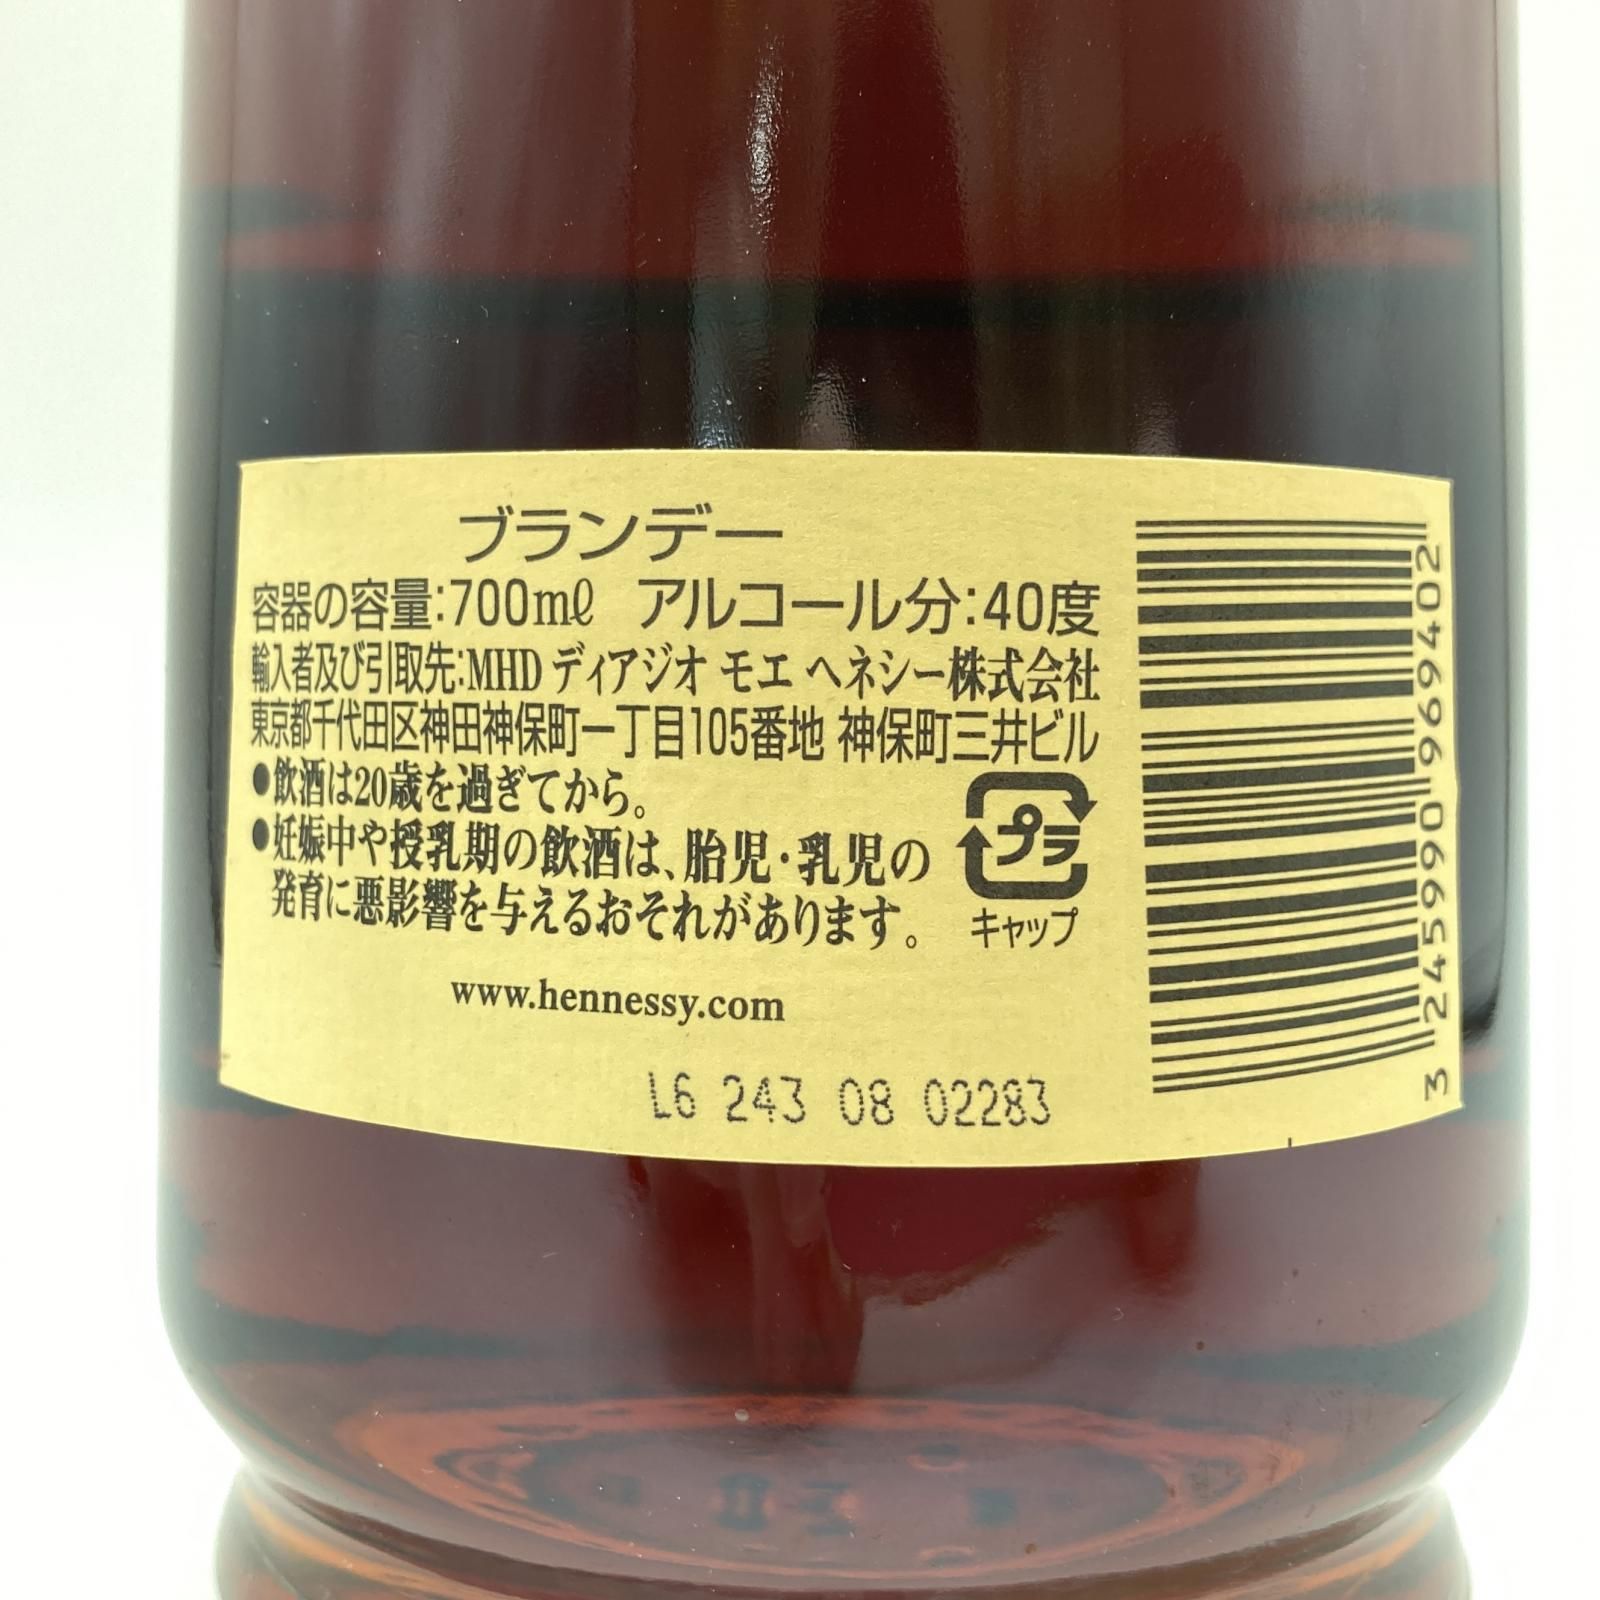 ブランデー
容器の容量:700mℓ アルコール分:40度
輸入者及び引取先:MHD ディアジオ モエ ヘネシー株式会社
東京都千代田区神田神保町一丁目105番地 神保町三井ビル
●飲酒は20歳を過ぎてから。
●妊娠中や授乳期の飲酒は、胎児・乳児の
発育に悪影響を与えるおそれがあります。
プラ
キャップ
www.hennessy.com
L6 243 08 02283
3 245990 969402